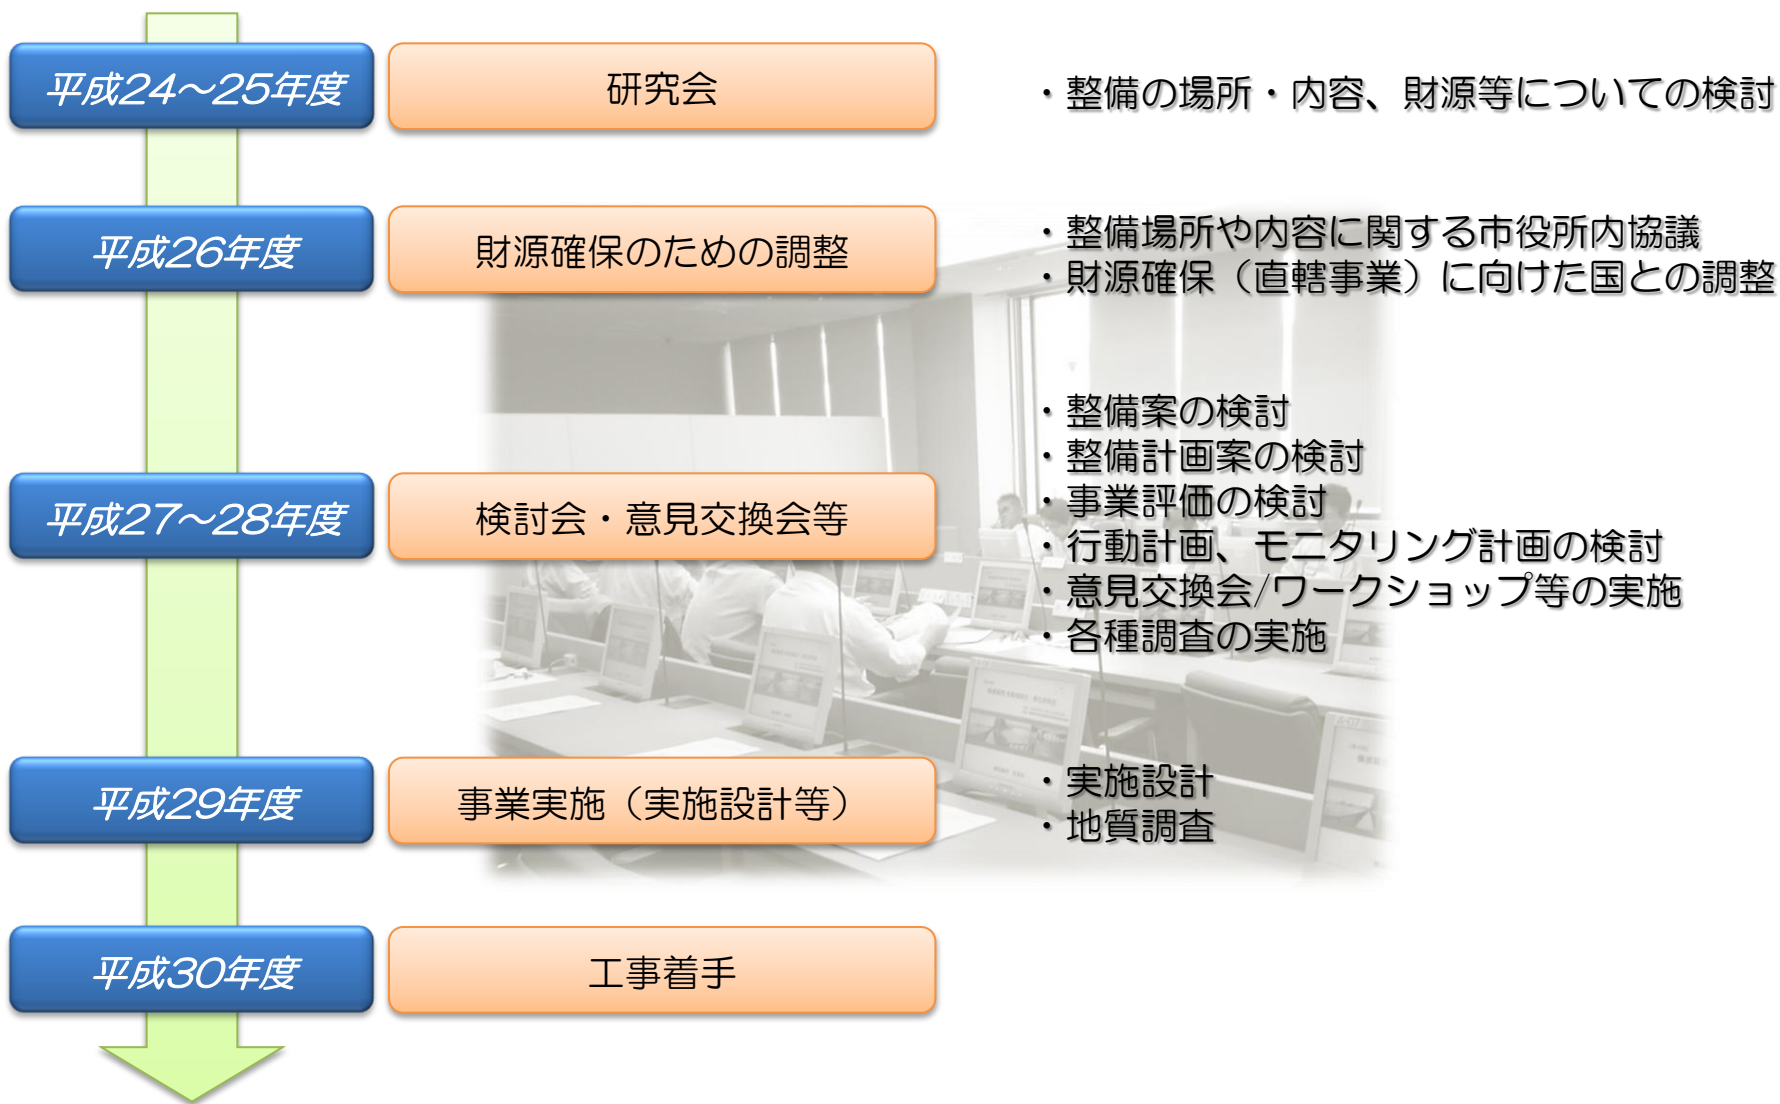 平成24～25年度
研究会
・整備の場所・内容、財源等についての検討
平成26年度
財源確保のための調整
・整備場所や内容に関する市役所内協議
・財源確保（直轄事業）に向けた国との調整
平成27～28年度
検討会・意見交換会等
・整備案の検討
・整備計画案の検討
・事業評価の検討
・行動計画、モニタリング計画の検討
・意見交換会/ワークショップ等の実施
・各種調査の実施
平成29年度
事業実施（実施設計等）
・実施設計
・地質調査
平成30年度
工事着手